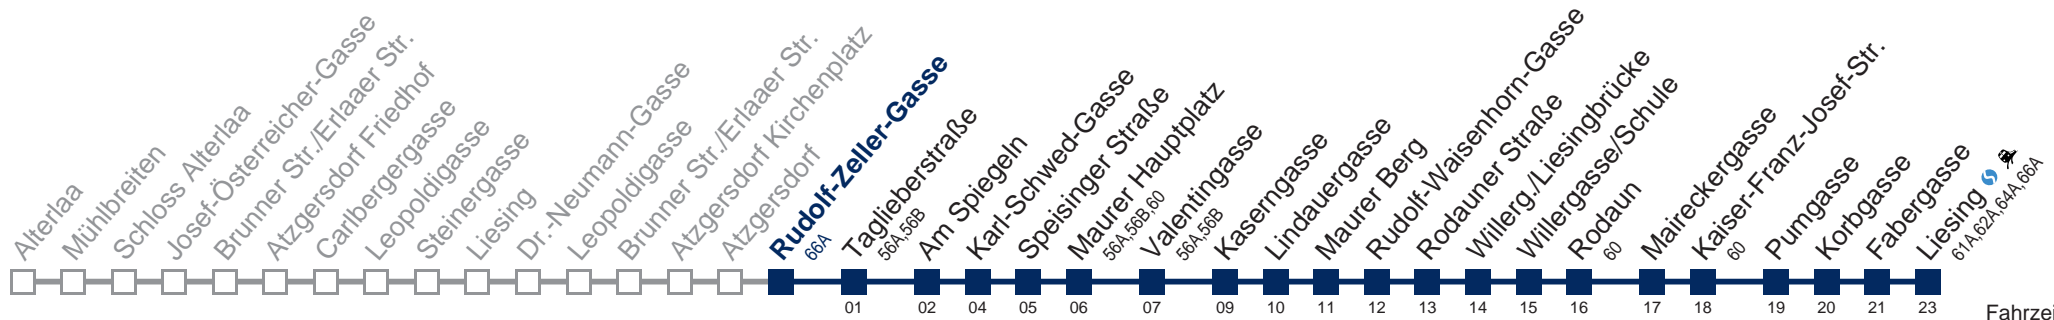 Alterlaa
Mühlbreiten
Schloss Alterlaa
Josef-Österreicher-Gasse
Brunner Str./Erlaaer Str.
Atzgersdorf Friedhof
Carlbergergasse
Leopoldigasse
Steinergasse
Liesing
Dr.-Neumann-Gasse
Leopoldigasse
Brunner Str./Erlaaer Str.
Atzgersdorf Kirchenplatz
Atzgersdorf
Rudolf-Zeller-Gasse
66A
Taglieberstraße
56A,56B
Am Spiegeln
Karl-Schwed-Gasse
Speisinger Straße
Maurer Hauptplatz
56A,56B,60
Valentingasse
56A,56B
Kaserngasse
Lindauergasse
Maurer Berg
Rudolf-Waisenhorn-Gasse
Rodauner Straße
Willerg./Liesingbrücke
Willergasse/Schule
Rodaun
60
Maireckergasse
Kaiser-Franz-Josef-Str.
60
Pumgasse
Korbgasse
Fabergasse
Liesing
61A,62A,64A,66A
01 02 04 05 06 07 09 10 11 12 13 14 15 16 17 18 19 20 21 23
Fahrzei